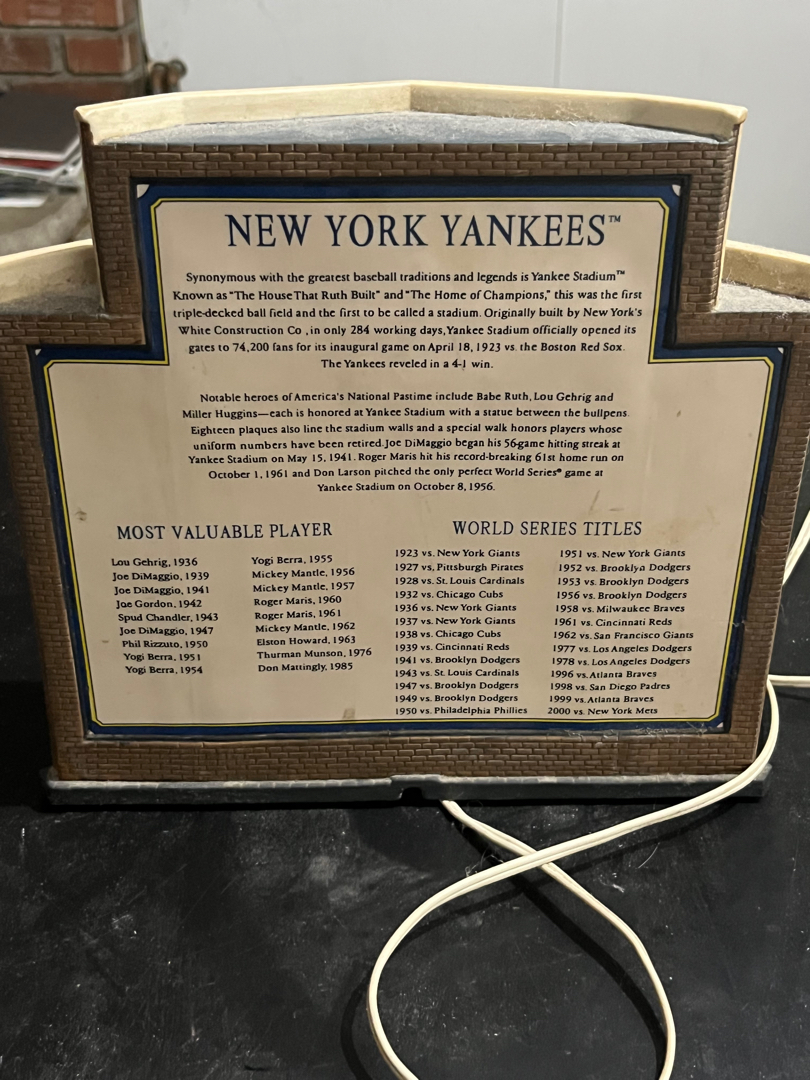 NEW YORK YANKEES™
Synonymous with the greatest baseball traditions and legends is Yankee Stadium™
Known as "The House That Ruth Built" and "The Home of Champions," this was the first
triple-decked ball field and the first to be called a stadium. Originally built by New York's
White Construction Co., in only 284 working days, Yankee Stadium officially opened its
gates to 74,200 fans for its inaugural game on April 18, 1923 vs. the Boston Red Sox.
The Yankees reveled in a 4-1 win.
Notable heroes of America's National Pastime include Babe Ruth, Lou Gehrig and
Miller Huggins—each is honored at Yankee Stadium with a statue between the bullpens.
Eighteen plaques also line the stadium walls and a special walk honors players whose
uniform numbers have been retired. Joe DiMaggio began his 56-game hitting streak at
Yankee Stadium on May 15, 1941. Roger Maris hit his record-breaking 61st home run on
October 1, 1961 and Don Larson pitched the only perfect World Series® game at
Yankee Stadium on October 8, 1956.
MOST VALUABLE PLAYER
Lou Gehrig, 1936
Joe DiMaggio, 1939
Joe DiMaggio, 1941
Joe Gordon, 1942
Spud Chandler, 1943
Joe DiMaggio, 1947
Phil Rizzuto, 1950
Yogi Berra, 1951
Yogi Berra, 1954
Yogi Berra, 1955
Mickey Mantle, 1956
Mickey Mantle, 1957
Roger Maris, 1960
Roger Maris, 1961
Mickey Mantle, 1962
Elston Howard, 1963
Thurman Munson, 1976
Don Mattingly, 1985
WORLD SERIES TITLES
1923 vs. New York Giants
1927 vs, Pittsburgh Pirates
1928 vs. St. Louis Cardinals
1932 vs. Chicago Cubs
1936 vs. New York Giants
1937 vs. New York Giants
1938 vs. Chicago Cubs
1939 vs. Cincinnati Reds
1941 vs. Brooklyn Dodgers
1943 vs. St. Louis Cardinals
1947 vs. Brooklyn Dodgers
1949 vs. Brooklyn Dodgers
1950 vs. Philadelphia Phillies
1951 vs. New York Giants
1952 vs. Brooklyn Dodgers
1953 vs. Brooklyn Dodgers
1956 vs. Brooklyn Dodgers
1958 vs. Milwaukee Braves
1961 vs. Cincinnati Reds
1962 vs. San Francisco Giants
1977 vs. Los Angeles Dodgers
1978 vs. Los Angeles Dodgers
1996 vs. Atlanta Braves
1998 vs. San Diego Padres
1999 vs. Atlanta Braves
2000 vs. New York Mets